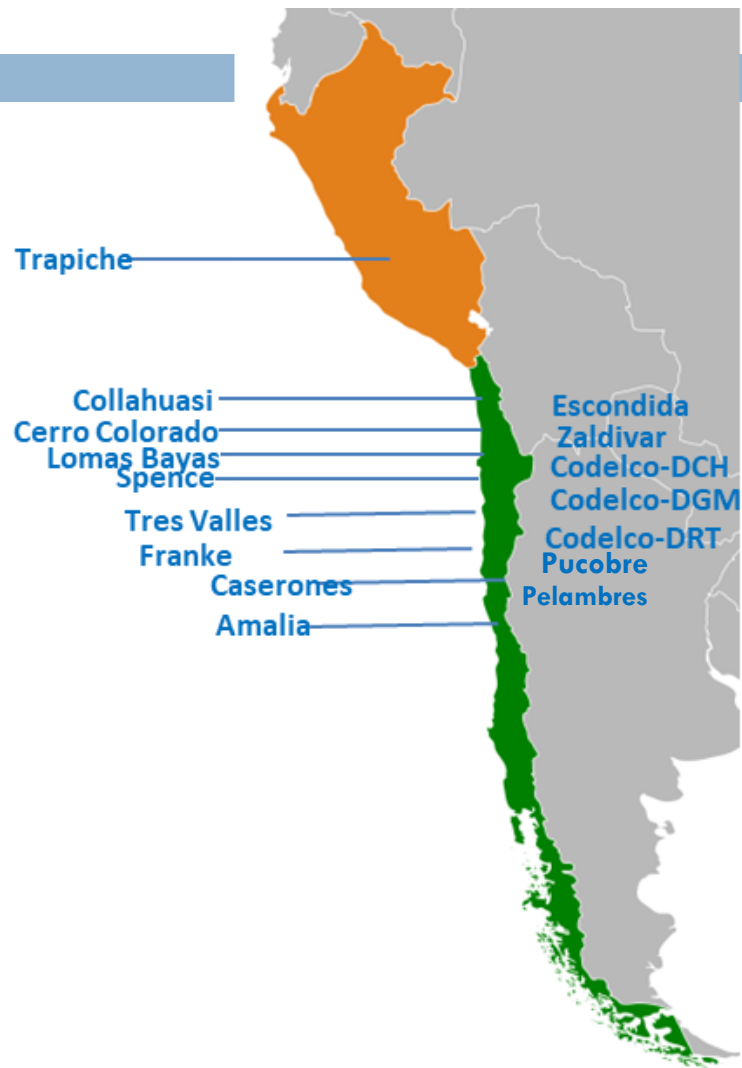 Trapiche
Collahuasi
Cerro Colorado
Lomas Bayas
Spence
Tres Valles
Franke
Caserones
Amalia
Escondida
Zaldivar
Codelco-DCH
Codelco-DGM
Codelco-DRT
Pucobre
Pelambres